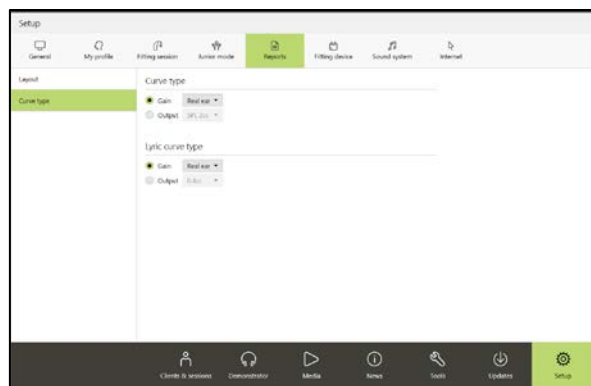 Setup
General My profile Fitting session Junior mode Reports Fitting device Sound system Internet
Layout
Curve type
Curve type
Gain Real ear
Output SPL 2cc
Lyric curve type
Gain Real ear
Output
Clients & sessions Demonstrator Media News Tools Updates Setup